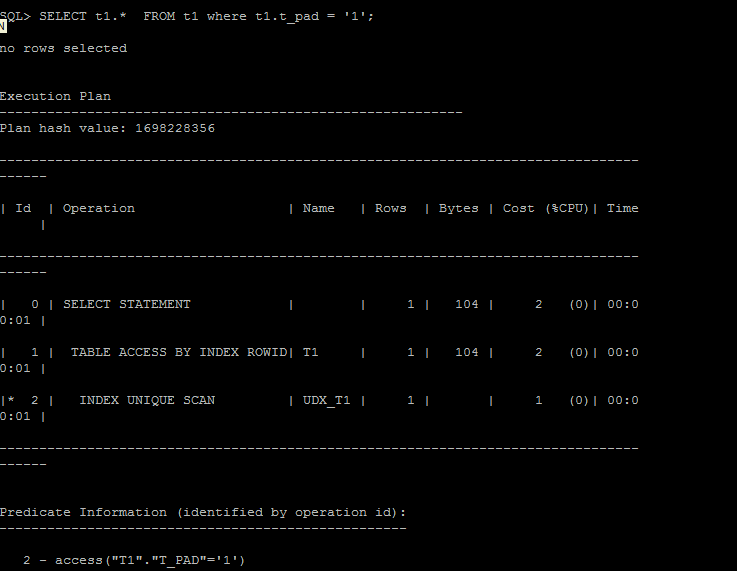 SQL> SELECT t1.*  FROM t1 where t1.t_pad = '1';
N
no rows selected
Execution Plan
----------------------------------------------------------
Plan hash value: 1698228356
--------------------------------------------------------------------------------
------
| Id  | Operation                    | Name   | Rows  | Bytes | Cost (%CPU)| Time
     |
--------------------------------------------------------------------------------
------
|   0 | SELECT STATEMENT             |        |     1 |   104 |     2   (0)| 00:0
0:01 |
|   1 |  TABLE ACCESS BY INDEX ROWID| T1     |     1 |   104 |     2   (0)| 00:0
0:01 |
|*  2 |   INDEX UNIQUE SCAN         | UDX_T1 |     1 |       |     1   (0)| 00:0
0:01 |
--------------------------------------------------------------------------------
------
Predicate Information (identified by operation id):
---------------------------------------------------
   2 - access("T1"."T_PAD"='1')